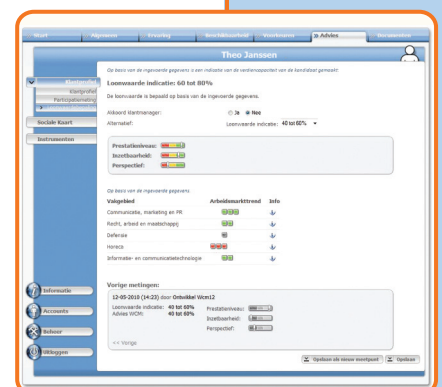 Start Algemeen Ervaring Beschikbaarheid Voorkeuren » Advies Documenten
Theo Janssen
Op basis van de ingevoerde gegevens is een indicatie van de verdiencapaciteit van de kandidaat gemaakt.
Klantprofiel
Loonwaarde indicatie: 60 tot 80%
Klantprofiel
De loonwaarde is bepaald op basis van de ingevoerde gegevens.
Participatiemeting
Akkoord klantmanager: Ja Nee
Sociale Kaart
Alternatief: Loonwaarde indicatie: 40 tot 60%
Instrumenten
Prestatieniveau:
Inzetbaarheid:
Perspectief:
Op basis van de ingevoerde gegevens
Vakgebied Arbeidsmarkttrend Info
Communicatie, marketing en PR
Recht, arbeid en maatschappij
Defensie
Horeca
Informatie- en communicatietechnologie
Vorige metingen:
Informatie
12-05-2010 (14:23) door Ontwikkel Wcm12
Loonwaarde indicatie: 40 tot 60% Prestatieniveau:
Accounts
Advies WCM: 40 tot 60% Inzetbaarheid:
Perspectief:
Beheer
<< Vorige
Uitloggen
Opslaan als nieuw meetpunt Opslaan